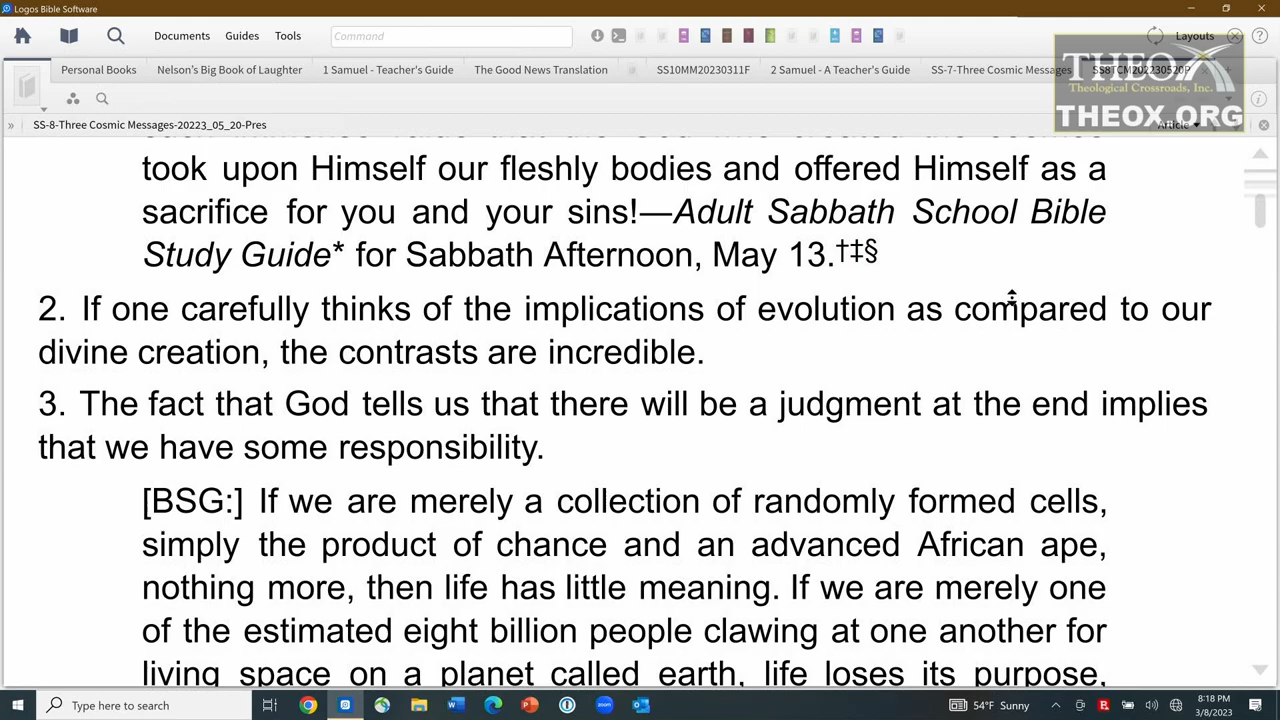 Logos Bible Software
Documents Guides Tools Command Layouts
Personal Books Nelson's Big Book of Laughter 1 Samuel Teach The Good News Translation SS10MM20230311F 2 Samuel - A Teacher's Guide SS-7-Three Cosmic Messages SS8TCM20230520P
THEOX
Theological Crossroads, Inc.
THEOX.ORG
SS-8-Three Cosmic Messages-20223_05_20-Pres Article
took upon Himself our fleshly bodies and offered Himself as a
sacrifice for you and your sins!—Adult Sabbath School Bible
Study Guide* for Sabbath Afternoon, May 13.†‡§
2. If one carefully thinks of the implications of evolution as compared to our
divine creation, the contrasts are incredible.
3. The fact that God tells us that there will be a judgment at the end implies
that we have some responsibility.
[BSG:] If we are merely a collection of randomly formed cells,
simply the product of chance and an advanced African ape,
nothing more, then life has little meaning. If we are merely one
of the estimated eight billion people clawing at one another for
living space on a planet called earth, life loses its purpose,
Type here to search 54°F Sunny 8:18 PM
3/8/2023